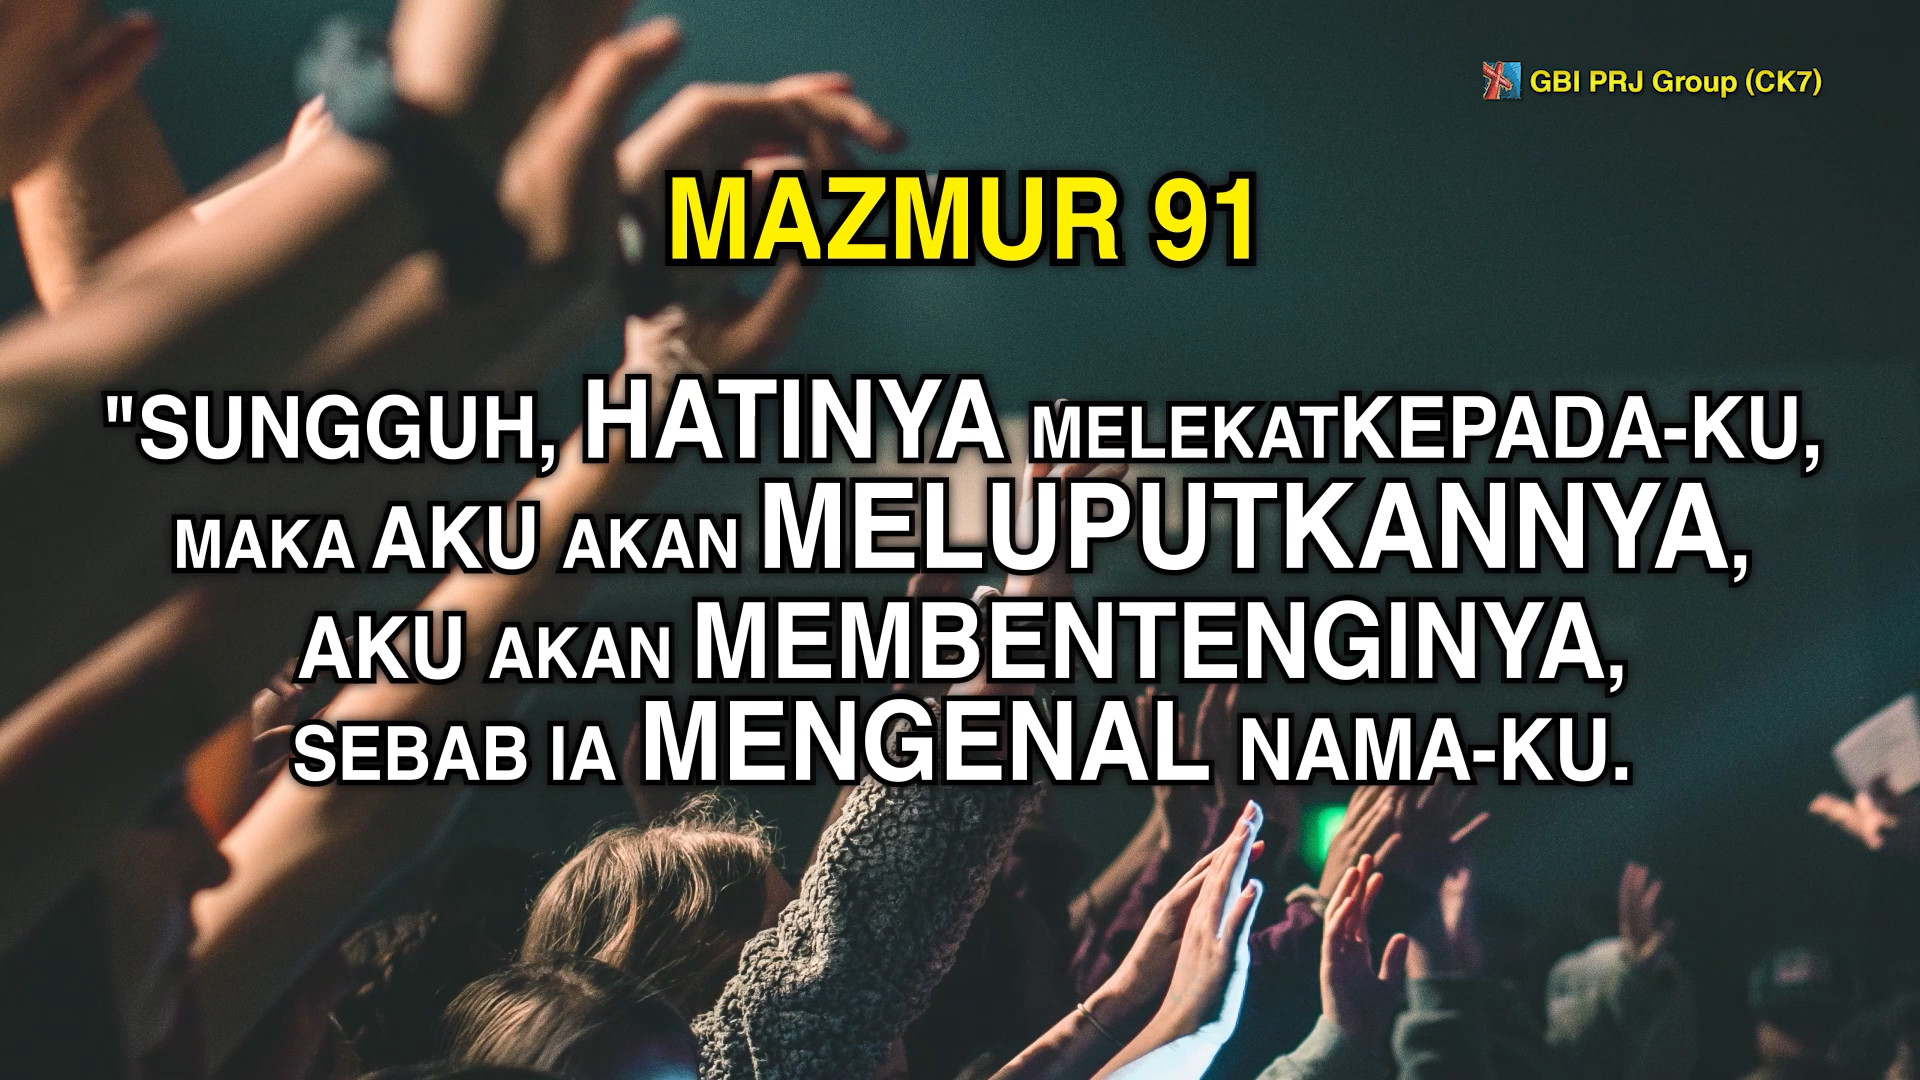 GBI PRJ Group (CK7)
MAZMUR 91
"SUNGGUH, HATINYA MELEKATKEPADA-KU,
MAKA AKU AKAN MELUPUTKANNYA,
AKU AKAN MEMBENTENGINYA,
SEBAB IA MENGENAL NAMA-KU.